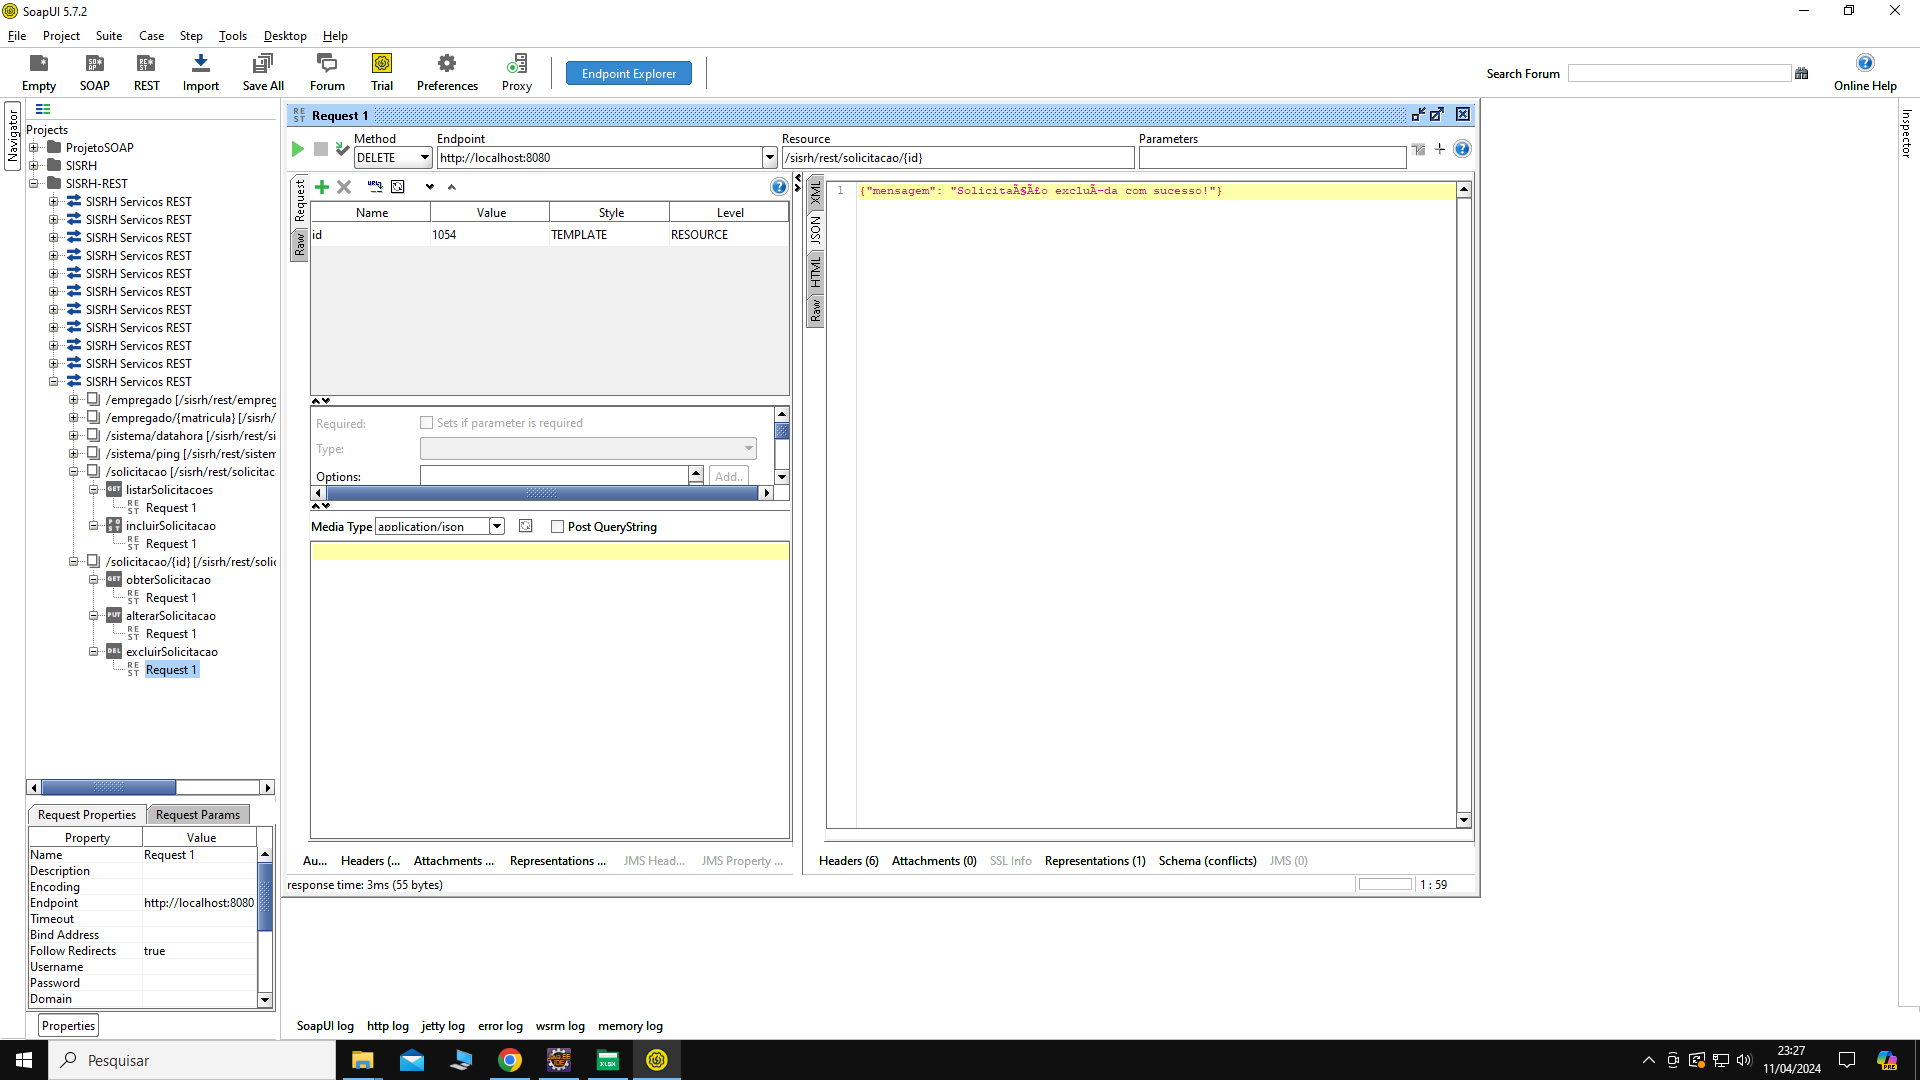 SoapUI 5.7.2
File Project Suite Case Step Tools Desktop Help
Empty SOAP REST Import Save All Forum Trial Preferences Proxy Endpoint Explorer Search Forum Online Help
Navigator
Projects
ProjetoSOAP
SISRH
SISRH-REST
SISRH Servicos REST
SISRH Servicos REST
SISRH Servicos REST
SISRH Servicos REST
SISRH Servicos REST
SISRH Servicos REST
SISRH Servicos REST
SISRH Servicos REST
SISRH Servicos REST
SISRH Servicos REST
SISRH Servicos REST
/empregado [/sisrh/rest/empreg
/empregado/{matricula} [/sisrh/
/sistema/datahora [/sisrh/rest/si
/sistema/ping [/sisrh/rest/sistem
/solicitacao [/sisrh/rest/solicitac
GET listarSolicitacoes
REST Request 1
POST incluirSolicitacao
REST Request 1
/solicitacao/{id} [/sisrh/rest/solic
GET obterSolicitacao
REST Request 1
PUT alterarSolicitacao
REST Request 1
DEL excluirSolicitacao
REST Request 1
Request Properties Request Params
Property Value
Name Request 1
Description
Encoding
Endpoint http://localhost:8080
Timeout
Bind Address
Follow Redirects true
Username
Password
Domain
Properties
REST Request 1
Method Endpoint Resource Parameters
DELETE http://localhost:8080 /sisrh/rest/solicitacao/{id}
Request
Raw
Name Value Style Level
id 1054 TEMPLATE RESOURCE
Required: Sets if parameter is required
Type:
Options: Add..
Media Type application/json Post QueryString
XML
JSON
HTML
Raw
1 {"mensagem": "SolicitaÃ§Ã£o excluÃ-da com sucesso!"}
Au... Headers (... Attachments ... Representations ... JMS Head... JMS Property ...
Headers (6) Attachments (0) SSL Info Representations (1) Schema (conflicts) JMS (0)
response time: 3ms (55 bytes)
1 : 59
Inspector
SoapUI log http log jetty log error log wsrm log memory log
Pesquisar
23:27
11/04/2024